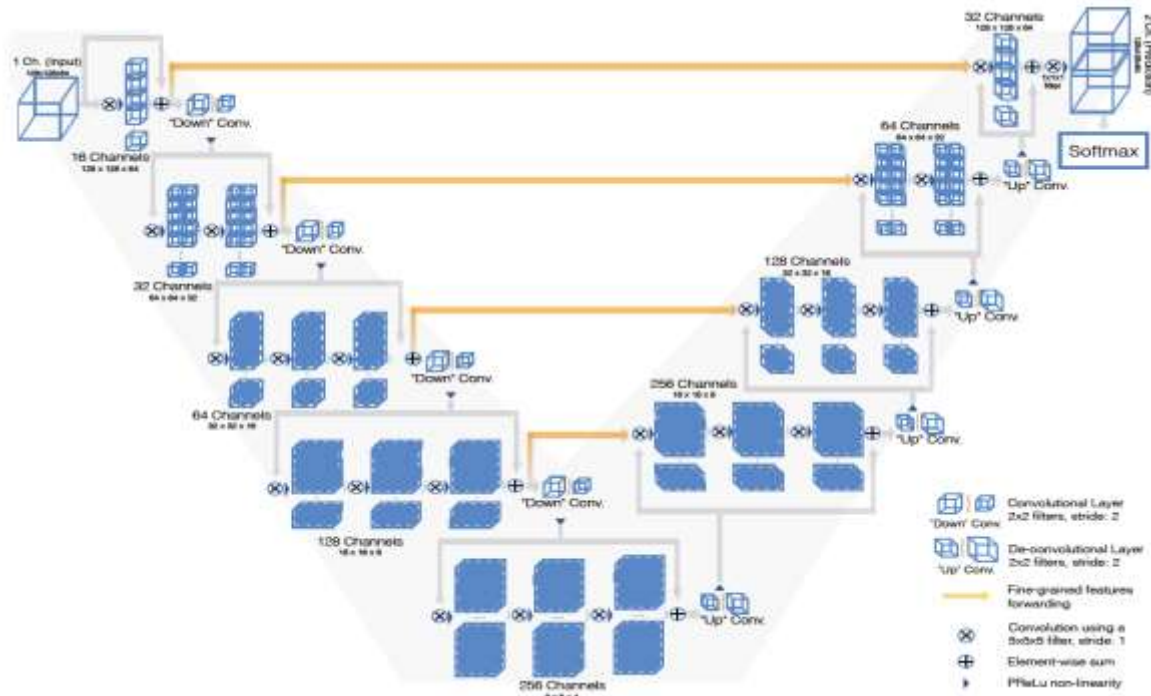 1 Ch. (Input)
"Down" Conv.
16 Channels
128 x 128 x 64
"Down" Conv.
32 Channels
64 x 64 x 32
"Down" Conv.
64 Channels
32 x 32 x 16
"Down" Conv.
128 Channels
16 x 16 x 8
256 Channels
"Up" Conv.
256 Channels
16 x 16 x 8
"Up" Conv.
128 Channels
32 x 32 x 16
"Up" Conv.
64 Channels
64 x 64 x 32
"Up" Conv.
32 Channels
128 x 128 x 64
1x1x1
filter
Softmax
"Down" Conv.
Convolutional Layer
2x2 filters, stride: 2
"Up" Conv.
De-convolutional Layer
2x2 filters, stride: 2
Fine-grained features
forwarding
Convolution using a
5x5x5 filter, stride: 1
Element-wise sum
PReLu non-linearity